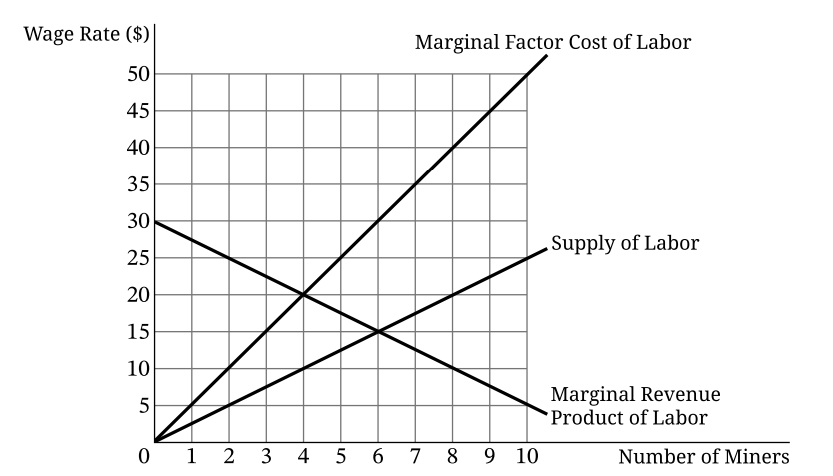 Wage Rate ($)
Marginal Factor Cost of Labor
50
45
40
35
30
25
20
15
10
5
Supply of Labor
Marginal Revenue
Product of Labor
0 1 2 3 4 5 6 7 8 9 10
Number of Miners